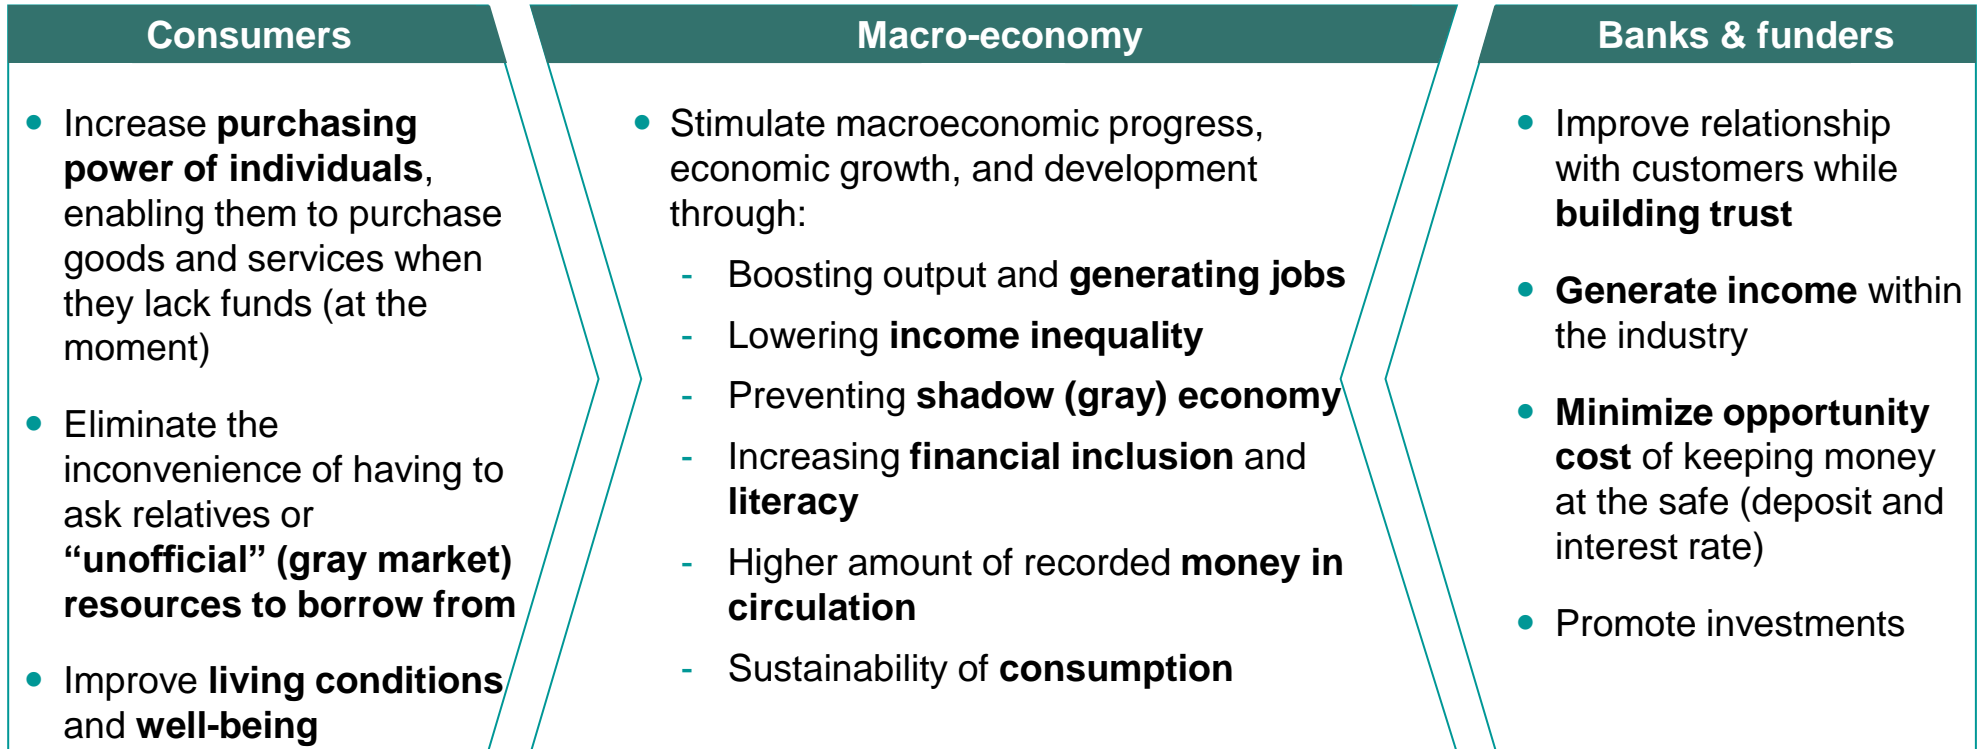 Consumers
• Increase purchasing
power of individuals,
enabling them to purchase
goods and services when
they lack funds (at the
moment)
• Eliminate the
inconvenience of having to
ask relatives or
“unofficial” (gray market)
resources to borrow from
• Improve living conditions
and well-being
Macro-economy
• Stimulate macroeconomic progress,
economic growth, and development
through:
- Boosting output and generating jobs
- Lowering income inequality
- Preventing shadow (gray) economy
- Increasing financial inclusion and
literacy
- Higher amount of recorded money in
circulation
- Sustainability of consumption
Banks & funders
• Improve relationship
with customers while
building trust
• Generate income within
the industry
• Minimize opportunity
cost of keeping money
at the safe (deposit and
interest rate)
• Promote investments